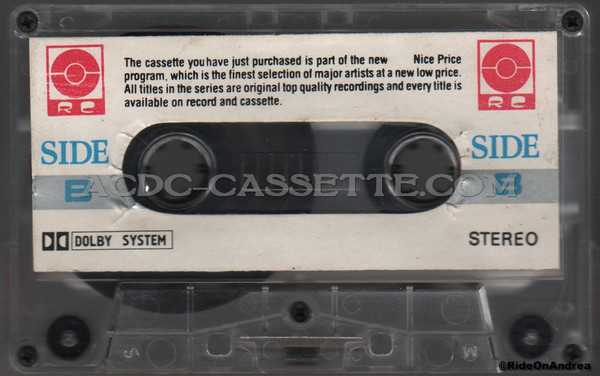 The cassette you have just purchased is part of the new Nice Price
program, which is the finest selection of major artists at a new low price.
All titles in the series are original top quality recordings and every title is
available on record and cassette.
RE
RE
SIDE
SIDE
B
B
ACDC-CASSETTE.COM
DOLBY SYSTEM
STEREO
@RideOnAndrea